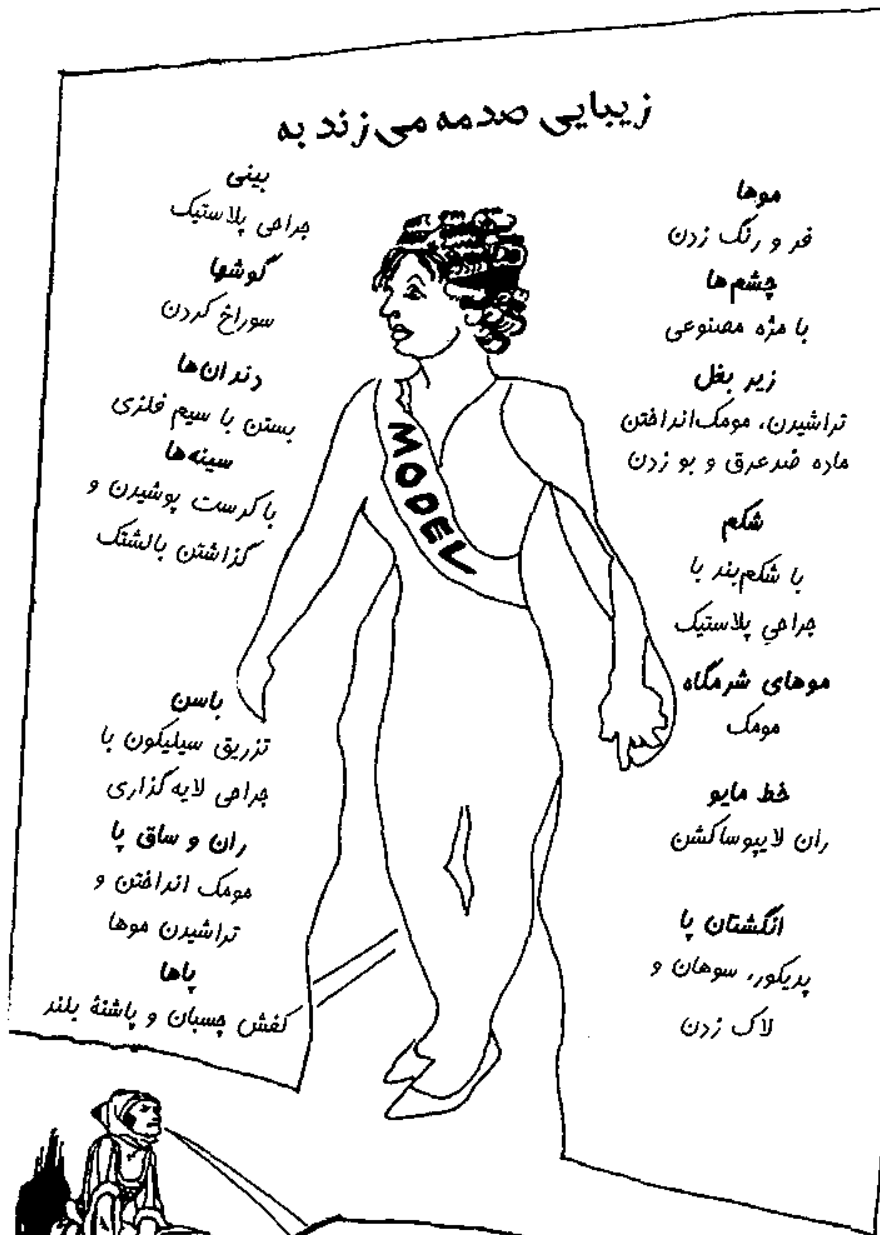 زیبایی صدمه می‌زند به
موها
فر و رنگ زدن
چشم‌ها
با مژه مصنوعی
زیر بغل
تراشیدن، مومک‌انداختن
ماده ضدعرق و بو زدن
شکم
با شکم‌بند با
جراحیِ پلاستیک
موهای شرمگاه
مومک
خط مایو
ران لایپوساکشن
انگشتان پا
پدیکور، سوهان و
لاک زدن
بینی
جراحی پلاستیک
گوشها
سوراخ کردن
دندان‌ها
بستن با سیم فلزی
سینه‌ها
با کرست پوشیدن و
گذاشتن بالشتک
باسن
تزریق سیلیکون با
جراحی لایه گذاری
ران و ساق پا
مومک انداختن و
تراشیدن موها
پاها
کفش چسبان و پاشنهٔ بلند
MODEL